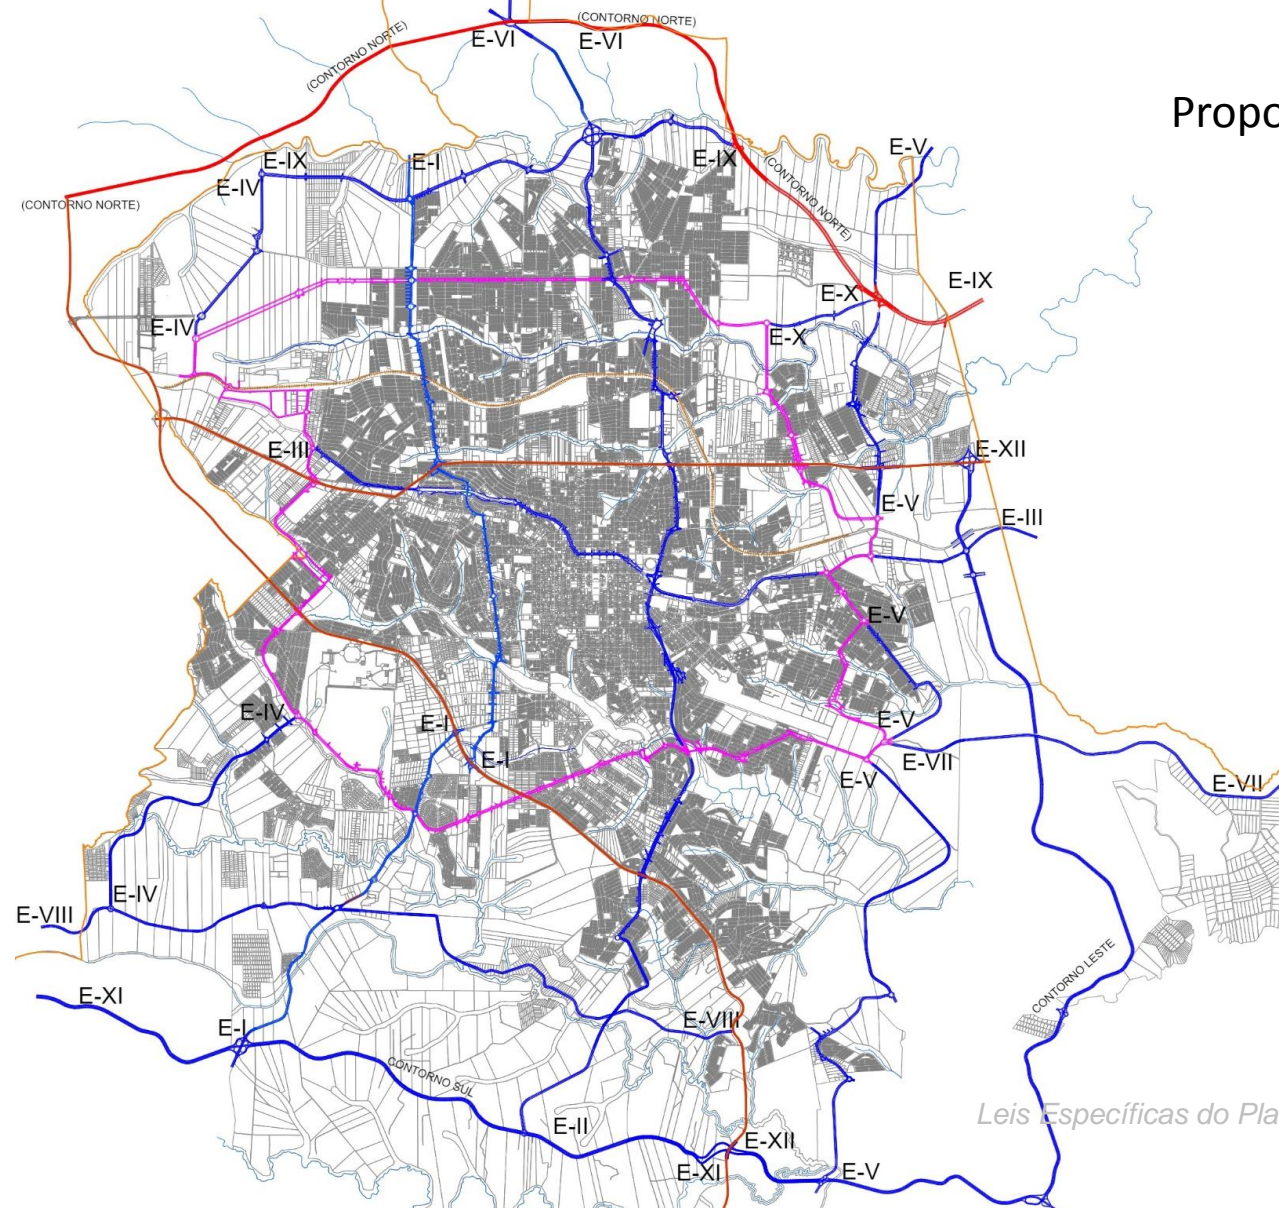 (CONTORNO NORTE)
E-VI
(CONTORNO NORTE)
E-VI
Propo
E-IX
E-I
E-IX
E-V
E-IV
(CONTORNO NORTE)
(CONTORNO NORTE)
E-IX
E-X
E-IV
E-X
E-III
E-XII
E-V
E-III
E-V
E-IV
E-I
E-V
E-I
E-VII
E-V
E-VII
E-IV
E-VIII
CONTORNO LESTE
E-XI
E-I
E-VIII
CONTORNO SUL
Leis Específicas do Pla
E-II
E-XII
E-XI
E-V